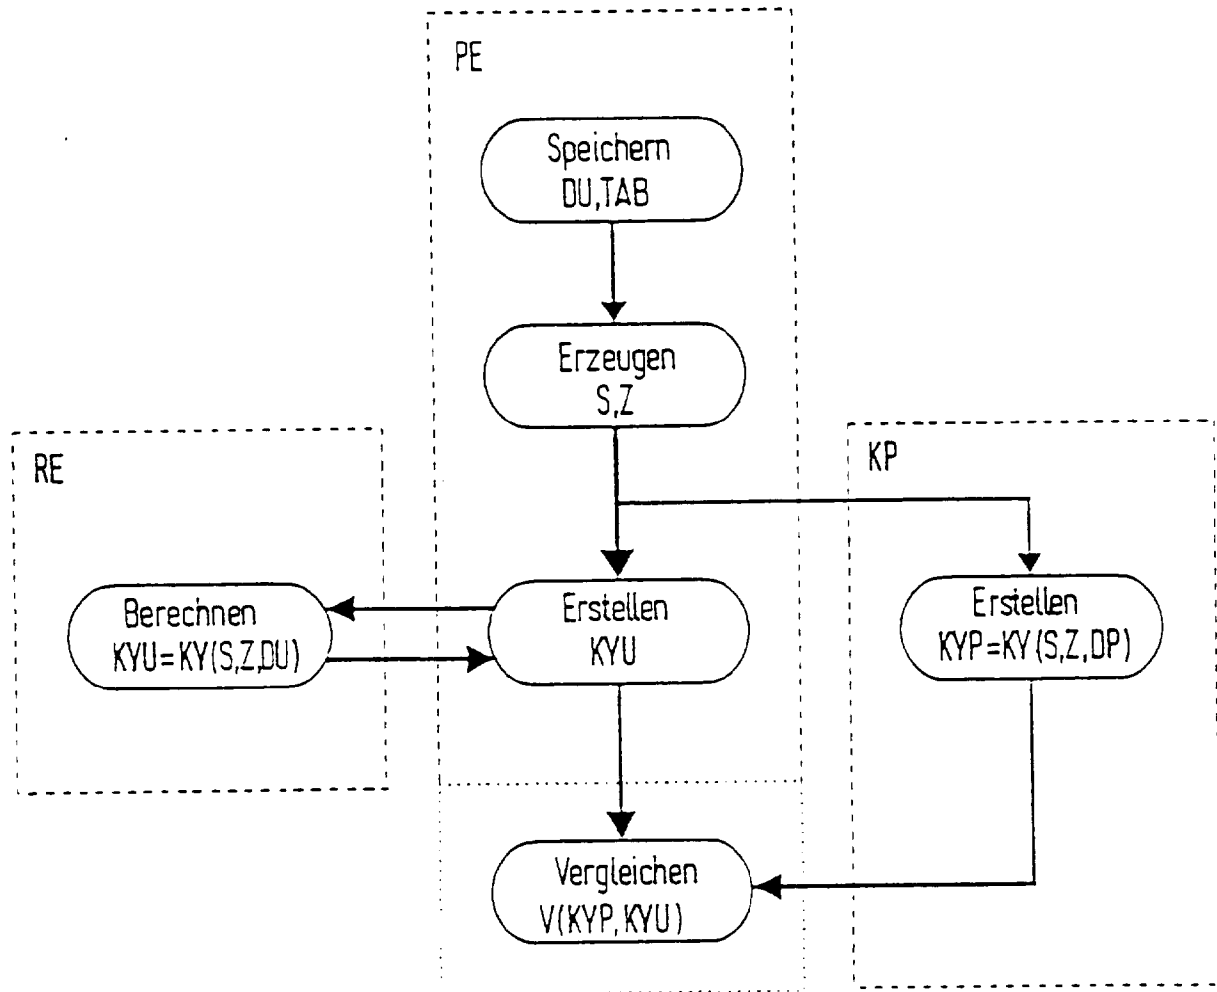 PE
Speichern
DU,TAB
Erzeugen
S,Z
RE
KP
Berechnen
KYU=KY(S,Z,DU)
Erstellen
KYU
Erstellen
KYP=KY(S,Z,DP)
Vergleichen
V(KYP,KYU)